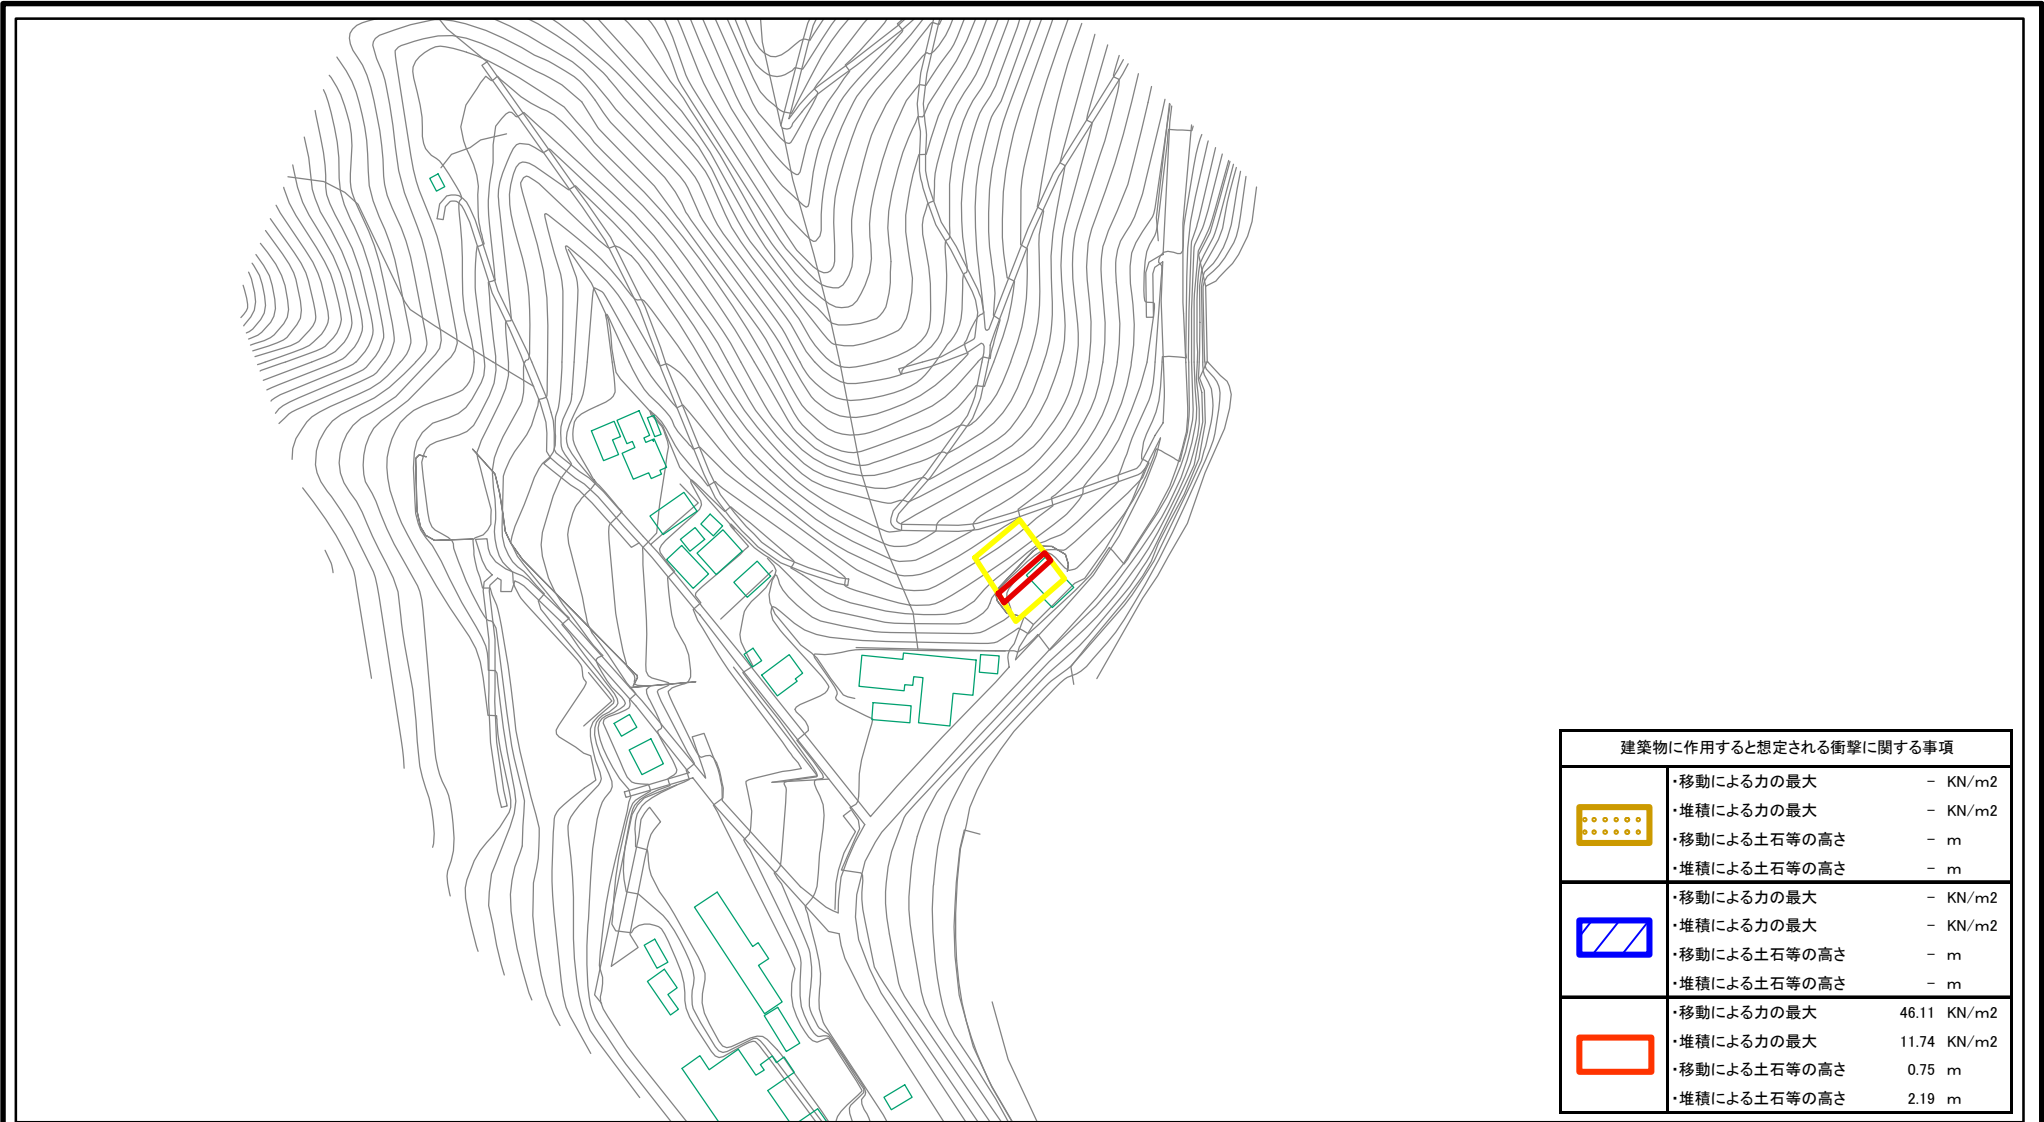 建築物に作用すると想定される衝撃に関する事項
・移動による力の最大 － KN/m2
・堆積による力の最大 － KN/m2
・移動による土石等の高さ － m
・堆積による土石等の高さ － m
・移動による力の最大 － KN/m2
・堆積による力の最大 － KN/m2
・移動による土石等の高さ － m
・堆積による土石等の高さ － m
・移動による力の最大 46.11 KN/m2
・堆積による力の最大 11.74 KN/m2
・移動による土石等の高さ 0.75 m
・堆積による土石等の高さ 2.19 m